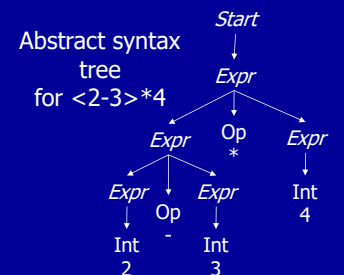 Abstract syntax
tree
for <2-3>*4
Start
Expr
Expr
Op
*
Expr
Expr
Op
-
Expr
Int
4
Int
2
Int
3